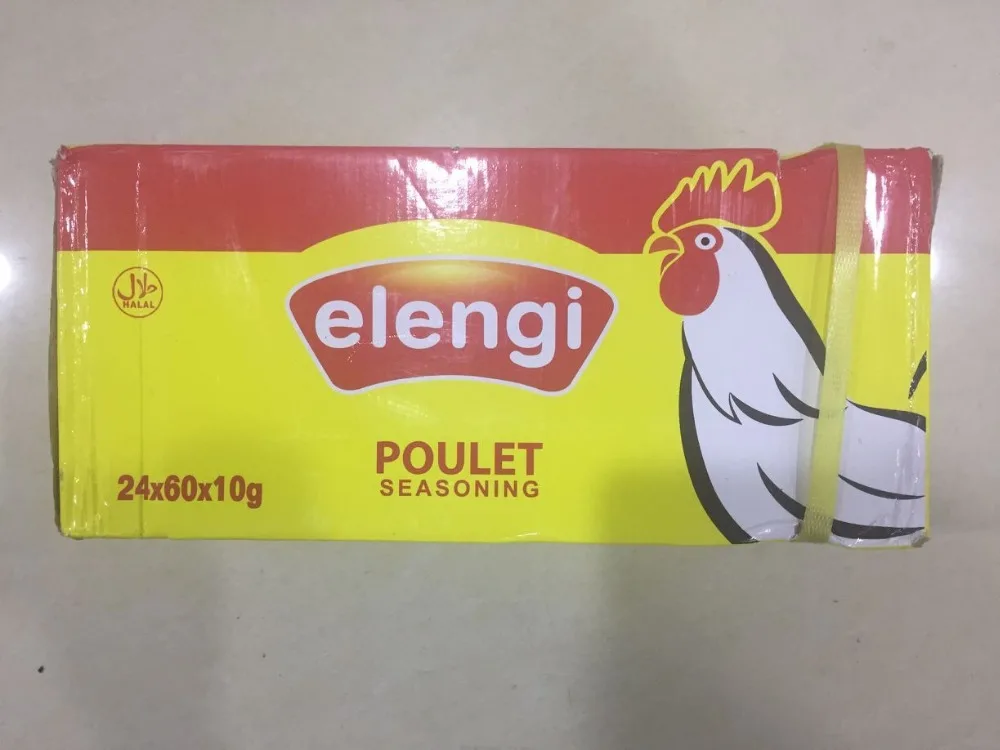 حلال
HALAL
elengi
POULET
SEASONING
24x60x10g